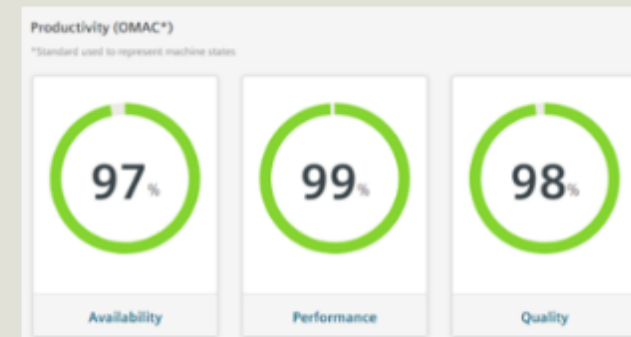 Productivity (OMAC*)
*Standard used to represent machine states
97%
99%
98%
Availability
Performance
Quality